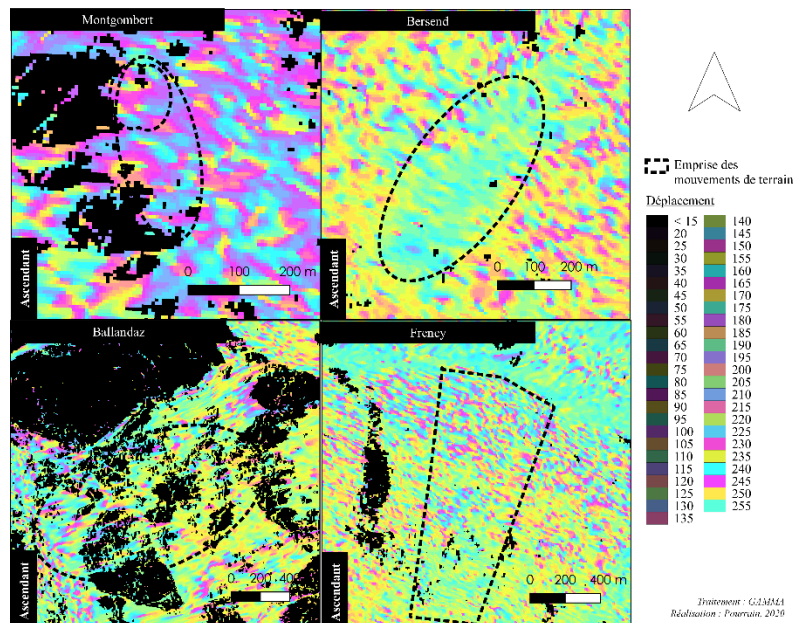 Montgombert
Bersend
Ascendant
0 100 200 m
Ascendant
0 100 200 m
Ballandaz
Frency
Ascendant
0 200 400
Ascendant
0 200 400 m
Emprise des
mouvements de terrain
Déplacement
< 15
20
25
30
35
40
45
50
55
60
65
70
75
80
85
90
95
100
105
110
115
120
125
130
135
140
145
150
155
160
165
170
175
180
185
190
195
200
205
210
215
220
225
230
235
240
245
250
255
Traitement : GAMMA
Réalisation : Pourrain, 2020